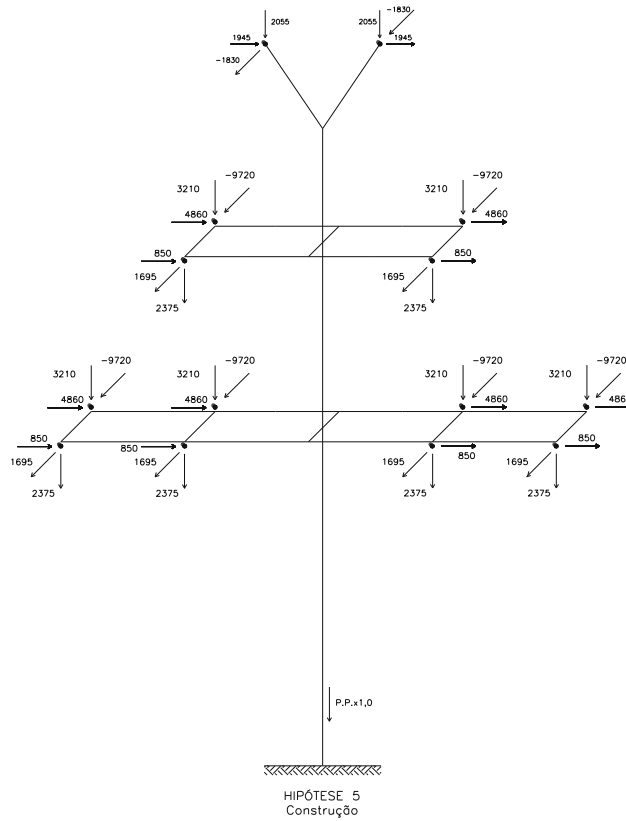 -1830
2055 2055
1945 1945
-1830
-9720 -9720
3210 3210
4860 4860
850 850
1695 1695
2375 2375
-9720 -9720 -9720 -9720
3210 3210 3210 3210
4860 4860 4860 486
850 850 850 850
1695 1695 1695 1695
2375 2375 2375 2375
P.P.x1,0
HIPÓTESE 5
Construção